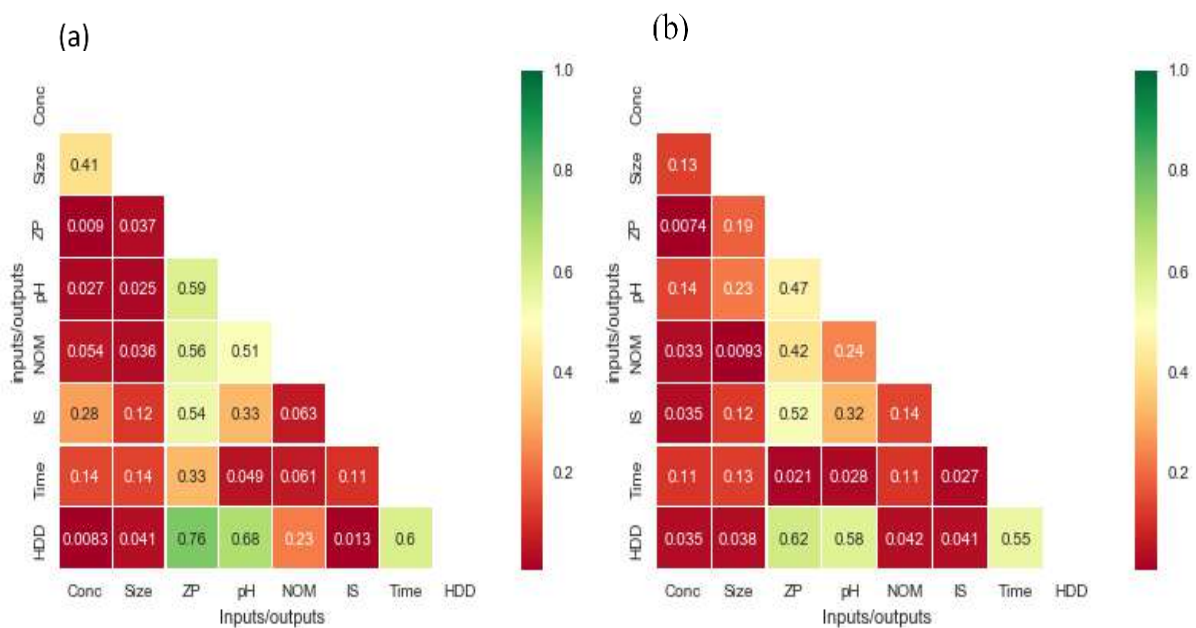 (a)
Conc
Size 0.41
ZP 0.009 0.037
pH 0.027 0.025 0.59
NOM 0.054 0.036 0.56 0.51
IS 0.28 0.12 0.54 0.33 0.063
Time 0.14 0.14 0.33 0.049 0.061 0.11
HDD 0.0083 0.041 0.76 0.68 0.23 0.013 0.6
Conc Size ZP pH NOM IS Time HDD
Inputs/outputs
inputs/outputs
1.0
0.8
0.6
0.4
0.2
(b)
Conc
Size 0.13
ZP 0.0074 0.19
pH 0.14 0.23 0.47
NOM 0.033 0.0093 0.42 0.24
IS 0.035 0.12 0.52 0.32 0.14
Time 0.11 0.13 0.021 0.028 0.11 0.027
HDD 0.035 0.038 0.62 0.58 0.042 0.041 0.55
Conc Size ZP pH NOM IS Time HDD
Inputs/outputs
inputs/outputs
1.0
0.8
0.6
0.4
0.2